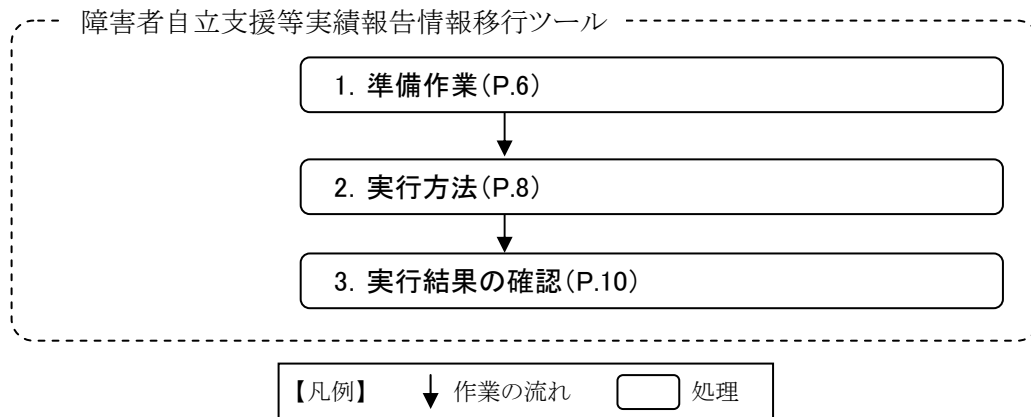 障害者自立支援等実績報告情報移行ツール
1. 準備作業(P.6)
2. 実行方法(P.8)
3. 実行結果の確認(P.10)
【凡例】 作業の流れ 処理